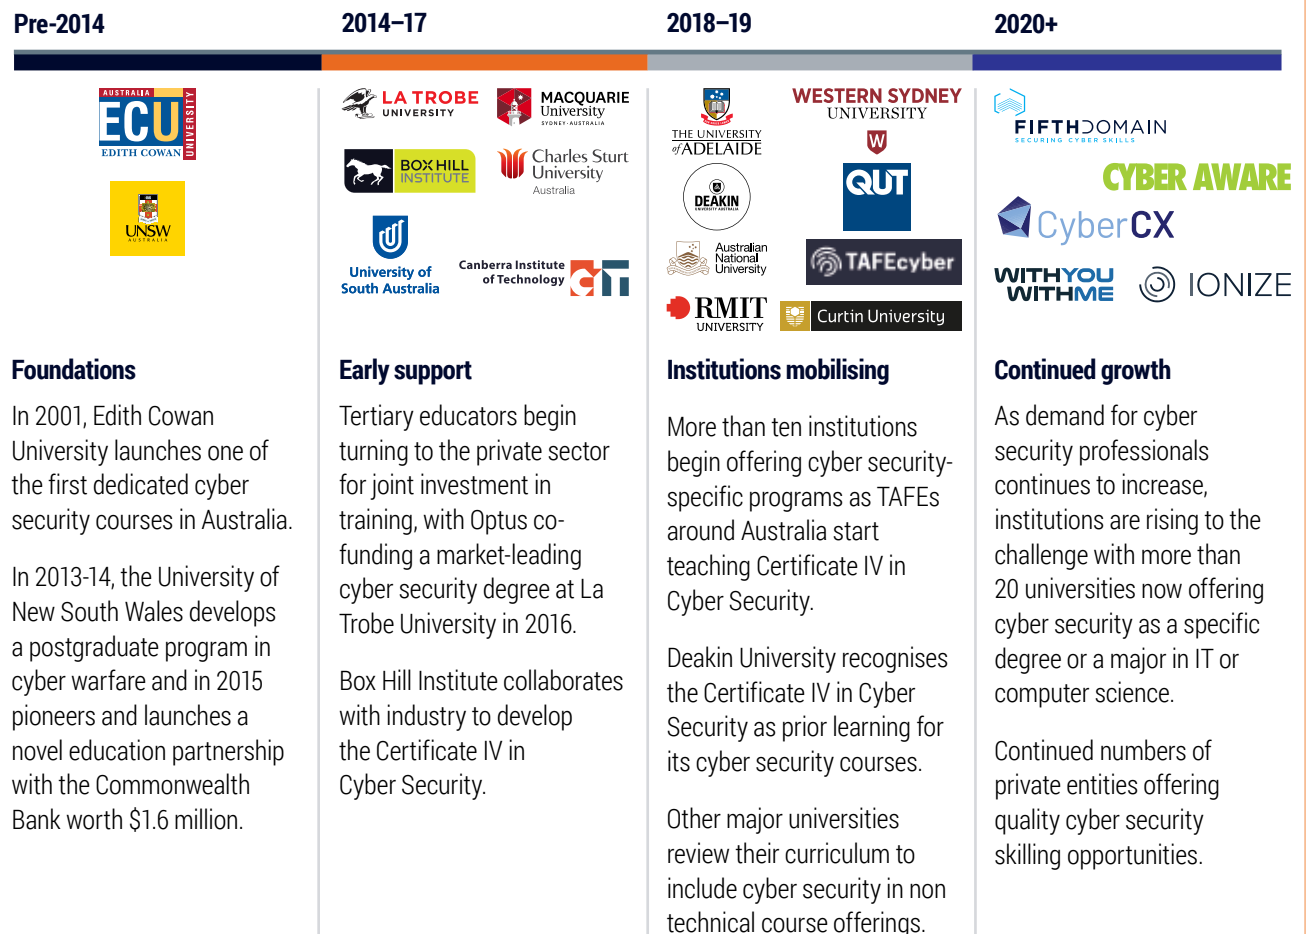 Pre-2014
2014–17
2018–19
2020+
AUSTRALIA
ECU
UNIVERSITY
EDITH COWAN
UNSW
AUSTRALIA
LA TROBE
UNIVERSITY
MACQUARIE
University
SYDNEY·AUSTRALIA
BOX HILL
INSTITUTE
Charles Sturt
University
Australia
University of
South Australia
Canberra Institute
of Technology
CIT
THE UNIVERSITY
of ADELAIDE
WESTERN SYDNEY
UNIVERSITY
W
DEAKIN
UNIVERSITY AUSTRALIA
QUT
Australian
National
University
TAFEcyber
RMIT
UNIVERSITY
Curtin University
FIFTHDOMAIN
SECURING CYBER SKILLS
CYBER AWARE
CyberCX
WITHYOU
WITHME
IONIZE
Foundations
In 2001, Edith Cowan
University launches one of
the first dedicated cyber
security courses in Australia.
In 2013-14, the University of
New South Wales develops
a postgraduate program in
cyber warfare and in 2015
pioneers and launches a
novel education partnership
with the Commonwealth
Bank worth $1.6 million.
Early support
Tertiary educators begin
turning to the private sector
for joint investment in
training, with Optus co-
funding a market-leading
cyber security degree at La
Trobe University in 2016.
Box Hill Institute collaborates
with industry to develop
the Certificate IV in
Cyber Security.
Institutions mobilising
More than ten institutions
begin offering cyber security-
specific programs as TAFEs
around Australia start
teaching Certificate IV in
Cyber Security.
Deakin University recognises
the Certificate IV in Cyber
Security as prior learning for
its cyber security courses.
Other major universities
review their curriculum to
include cyber security in non
technical course offerings.
Continued growth
As demand for cyber
security professionals
continues to increase,
institutions are rising to the
challenge with more than
20 universities now offering
cyber security as a specific
degree or a major in IT or
computer science.
Continued numbers of
private entities offering
quality cyber security
skilling opportunities.